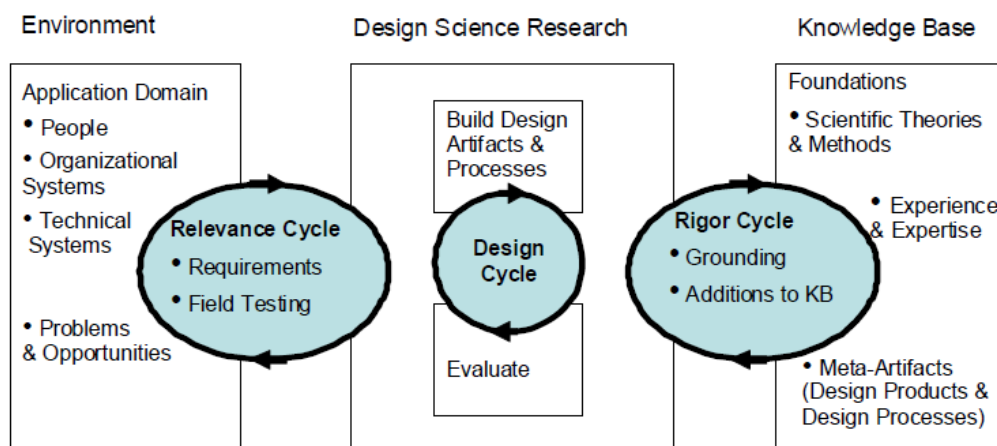 Environment
Design Science Research
Knowledge Base
Application Domain
• People
• Organizational
Systems
• Technical
Systems
• Problems
& Opportunities
Relevance Cycle
• Requirements
• Field Testing
Build Design
Artifacts &
Processes
Design
Cycle
Evaluate
Rigor Cycle
• Grounding
• Additions to KB
Foundations
• Scientific Theories
& Methods
• Experience
& Expertise
• Meta-Artifacts
(Design Products &
Design Processes)